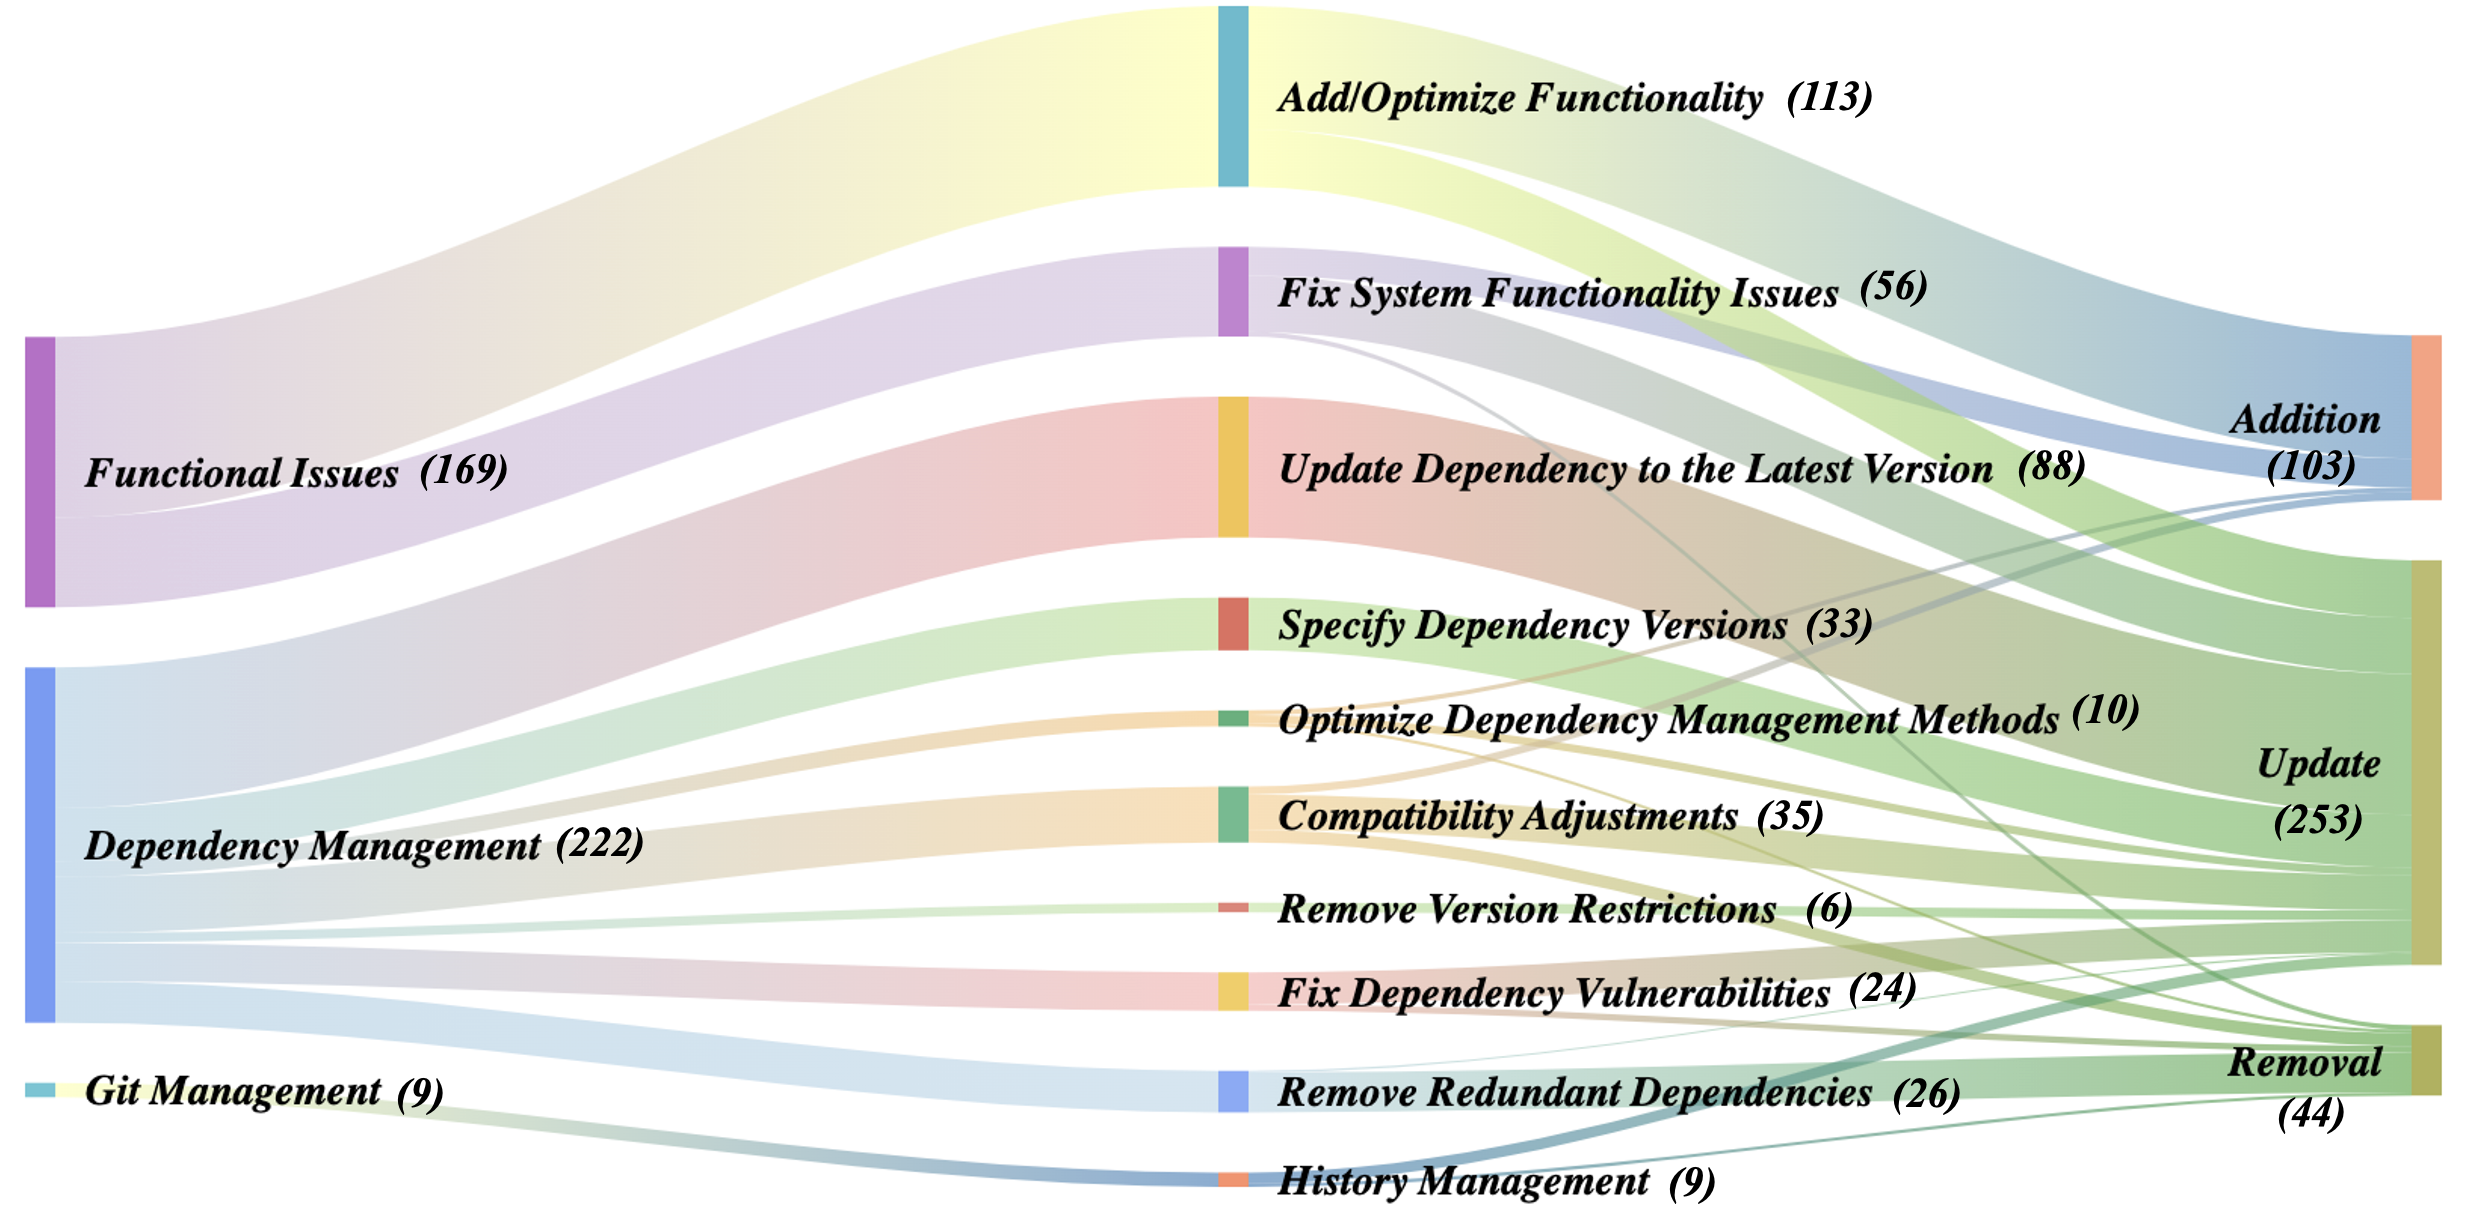 Functional Issues (169)
Dependency Management (222)
Git Management (9)
Add/Optimize Functionality (113)
Fix System Functionality Issues (56)
Update Dependency to the Latest Version (88)
Specify Dependency Versions (33)
Optimize Dependency Management Methods (10)
Compatibility Adjustments (35)
Remove Version Restrictions (6)
Fix Dependency Vulnerabilities (24)
Remove Redundant Dependencies (26)
History Management (9)
Addition
(103)
Update
(253)
Removal
(44)